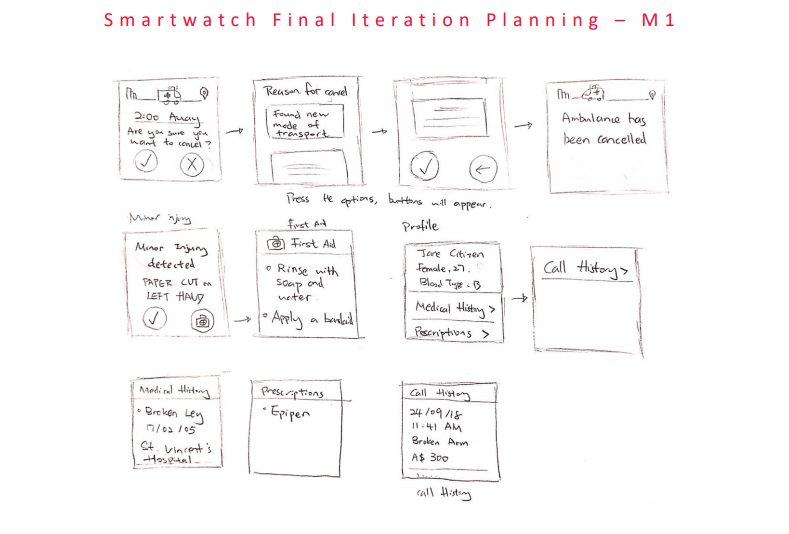 Smartwatch Final Iteration Planning – M1
2:00 Away
Are you sure you
want to cancel?
Reason for cancel
Found new
mode of
transport
Ambulance has
been cancelled
Press the options, buttons will appear.
Minor injury
Minor Injury
detected
PAPER CUT on
LEFT HAND
First Aid
First Aid
Rinse with
soap and
water
Apply a bandaid
Profile
Jane Citizen
Female, 27.
Blood Type: B
Medical History >
Pescriptions >
Call History >
Medical History
Broken Leg
17/02/05
St. Vincent's
Hospital
Prescriptions
Epipen
Call History
24/09/18
11:41 AM
Broken Arm
A$ 300
Call History